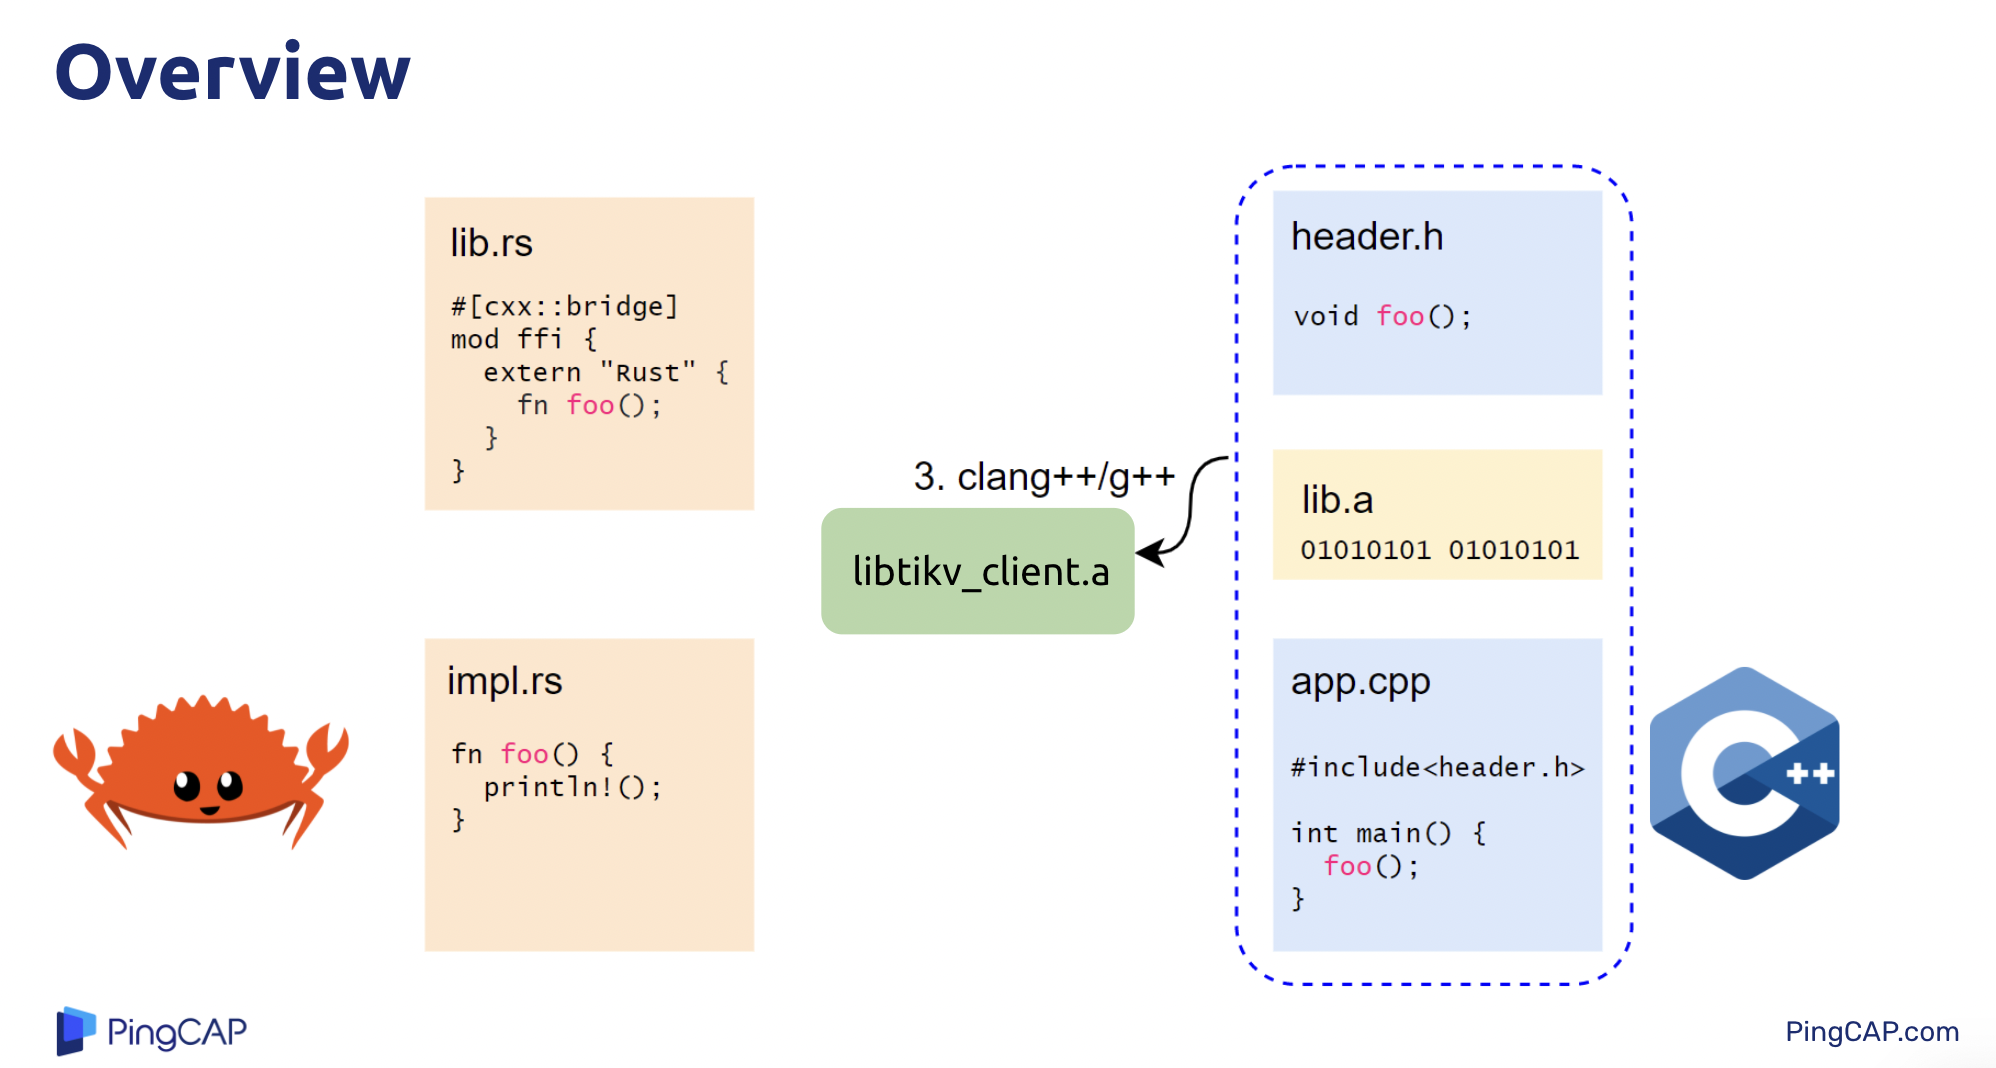 Overview
lib.rs
#[cxx::bridge]
mod ffi {
  extern "Rust" {
    fn foo();
  }
}
impl.rs
fn foo() {
  println!();
}
3. clang++/g++
libtikv_client.a
header.h
void foo();
lib.a
01010101 01010101
app.cpp
#include<header.h>
int main() {
  foo();
}
C++
PingCAP
PingCAP.com